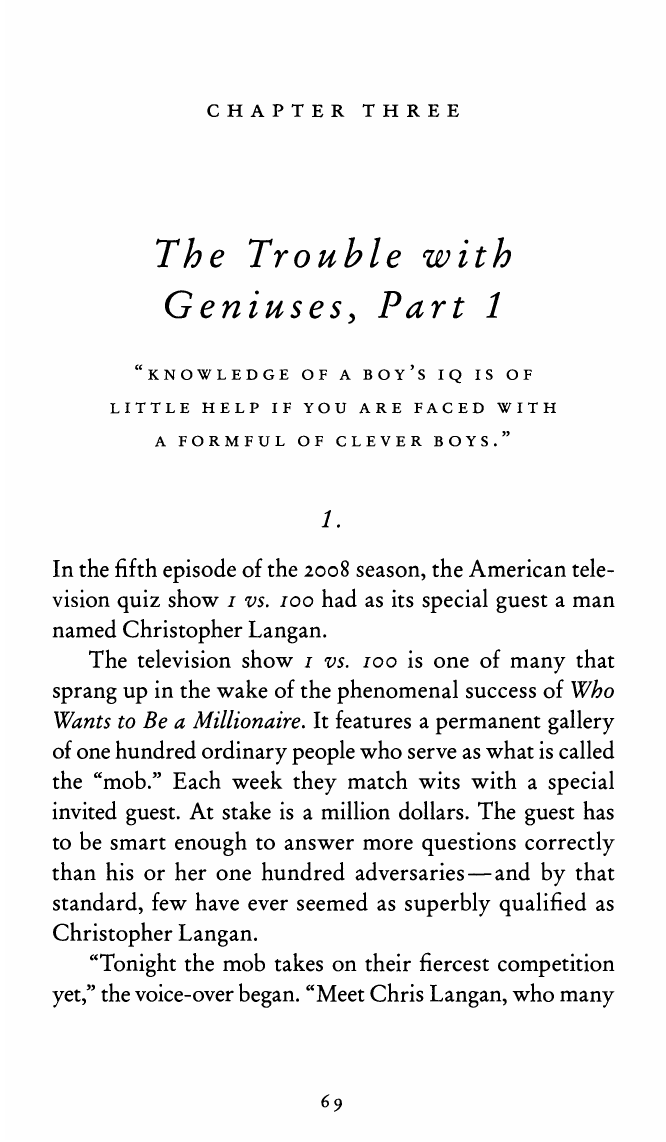 CHAPTER THREE
The Trouble with
Geniuses, Part 1
“KNOWLEDGE OF A BOY’S IQ IS OF
LITTLE HELP IF YOU ARE FACED WITH
A FORMFUL OF CLEVER BOYS.”
1.
In the fifth episode of the 2008 season, the American tele-
vision quiz show 1 vs. 100 had as its special guest a man
named Christopher Langan.
The television show 1 vs. 100 is one of many that
sprang up in the wake of the phenomenal success of Who
Wants to Be a Millionaire. It features a permanent gallery
of one hundred ordinary people who serve as what is called
the “mob.” Each week they match wits with a special
invited guest. At stake is a million dollars. The guest has
to be smart enough to answer more questions correctly
than his or her one hundred adversaries—and by that
standard, few have ever seemed as superbly qualified as
Christopher Langan.
“Tonight the mob takes on their fiercest competition
yet,” the voice-over began. “Meet Chris Langan, who many
69